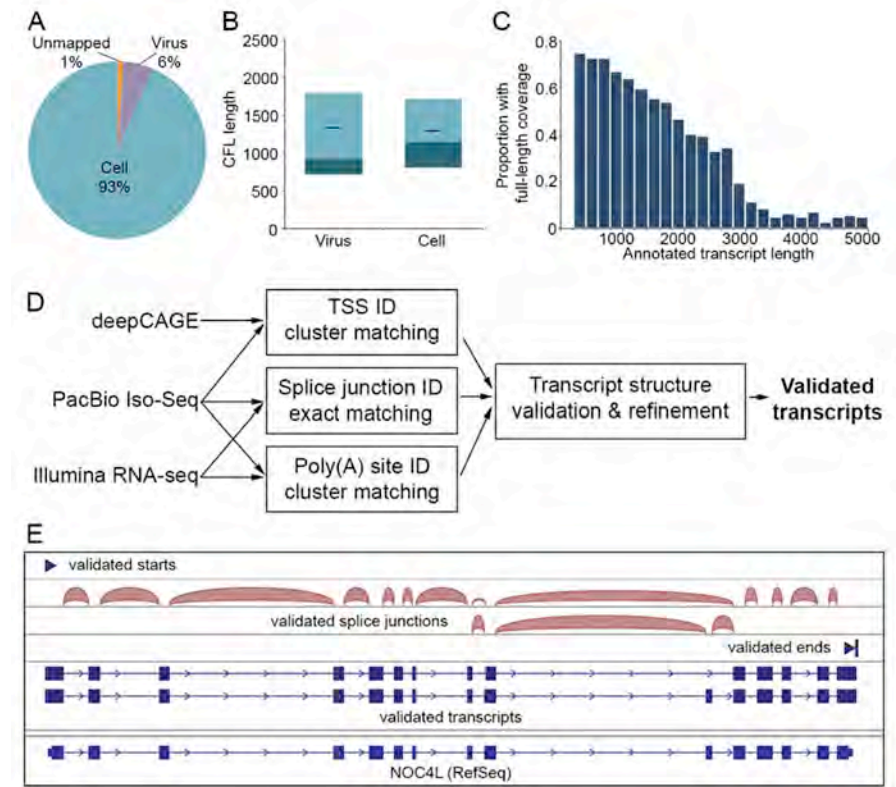 A
Unmapped
1%
Virus
6%
Cell
93%
B
CFL length
2500
2000
1500
1000
500
0
Virus
Cell
C
Proportion with
full-length coverage
0.8
0.6
0.4
0.2
0
1000
2000
3000
4000
5000
Annotated transcript length
D
deepCAGE
PacBio Iso-Seq
Illumina RNA-seq
TSS ID
cluster matching
Splice junction ID
exact matching
Poly(A) site ID
cluster matching
Transcript structure
validation & refinement
Validated
transcripts
E
validated starts
validated splice junctions
validated ends
validated transcripts
NOC4L (RefSeq)